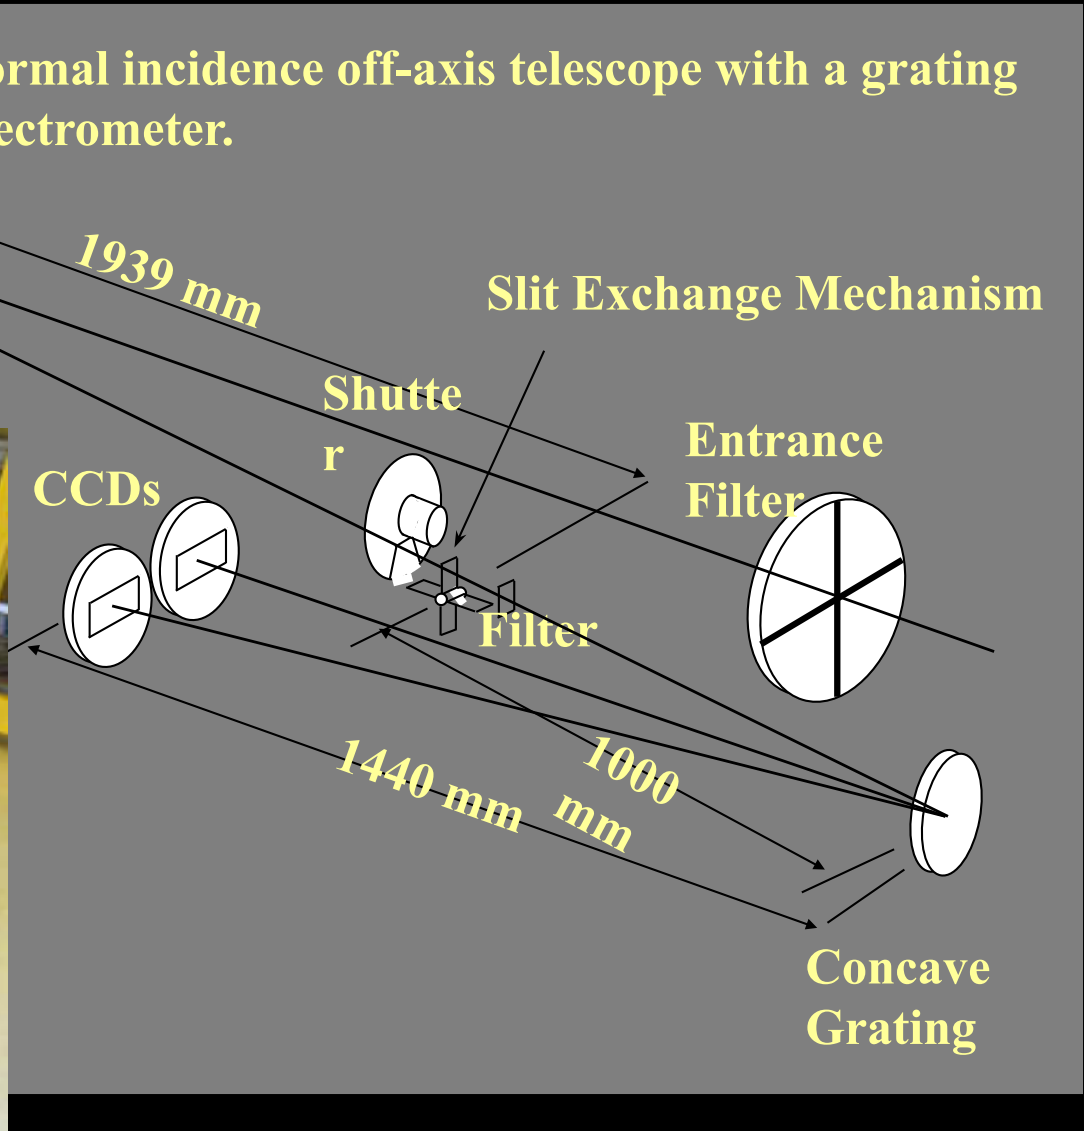 ormal incidence off-axis telescope with a grating
ectrometer.
1939 mm
Slit Exchange Mechanism
Shutte
r
Entrance
Filter
CCDs
Filter
1440 mm
1000
mm
Concave
Grating